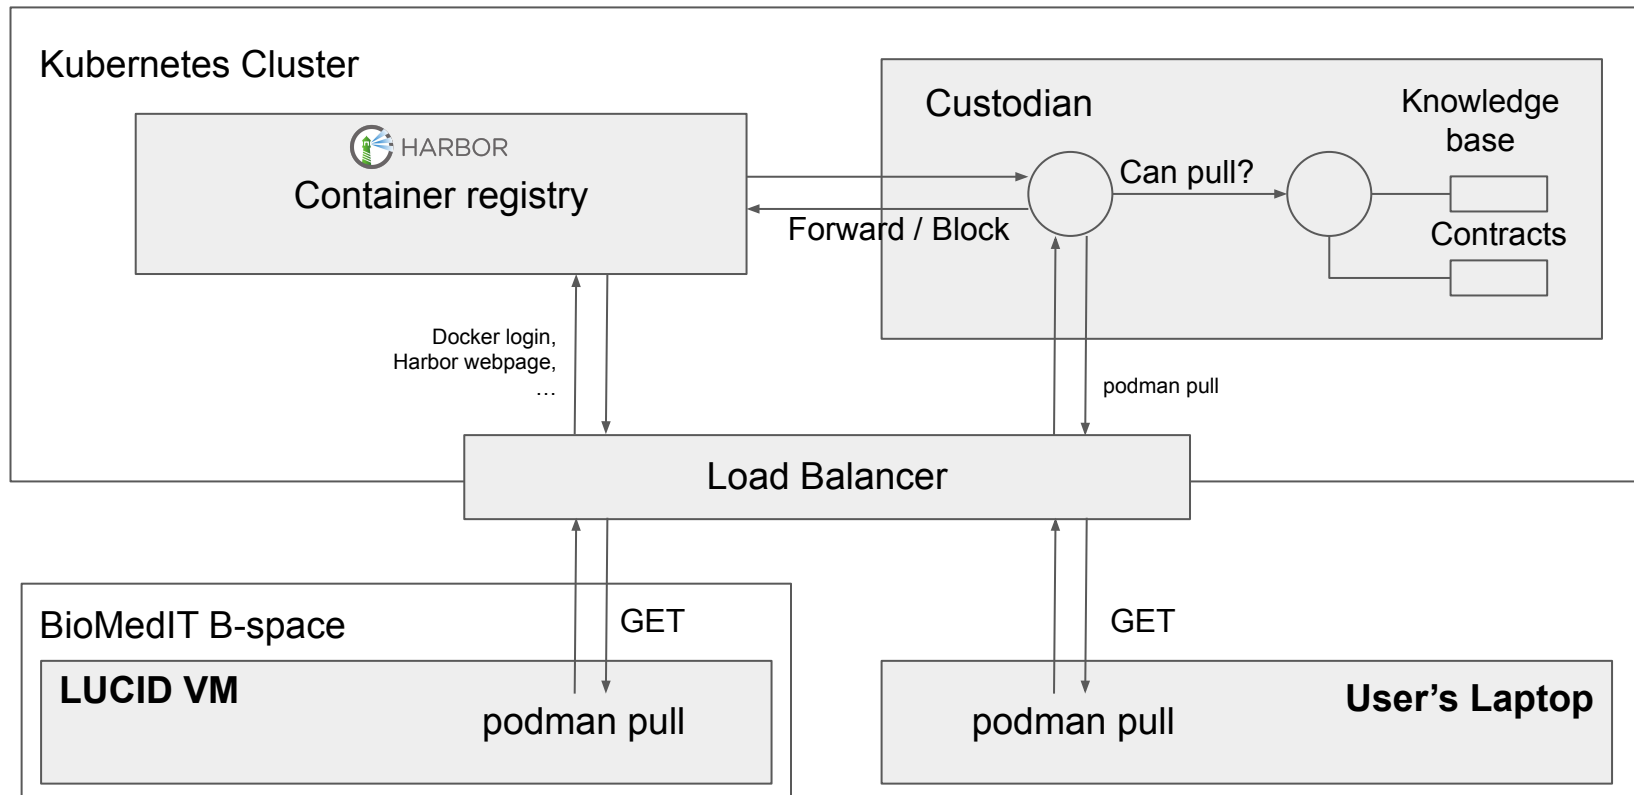 Kubernetes Cluster
HARBOR
Container registry
Custodian
Knowledge
base
Can pull?
Contracts
Forward / Block
Docker login,
Harbor webpage,
…
podman pull
Load Balancer
BioMedIT B-space
GET
GET
LUCID VM
podman pull
podman pull
User’s Laptop